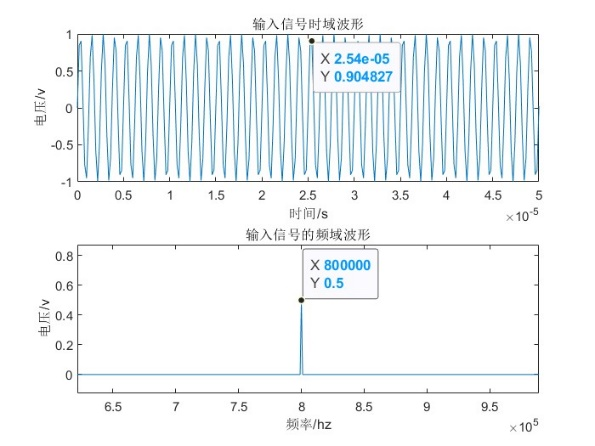 输入信号时域波形
1
0.5
0
-0.5
-1
电压/v
X 2.54e-05
Y 0.904827
0 0.5 1 1.5 2 2.5 3 3.5 4 4.5 5
时间/s
×10-5
输入信号的频域波形
0.8
0.6
0.4
0.2
0
电压/v
X 800000
Y 0.5
6.5 7 7.5 8 8.5 9 9.5
频率/hz
×105